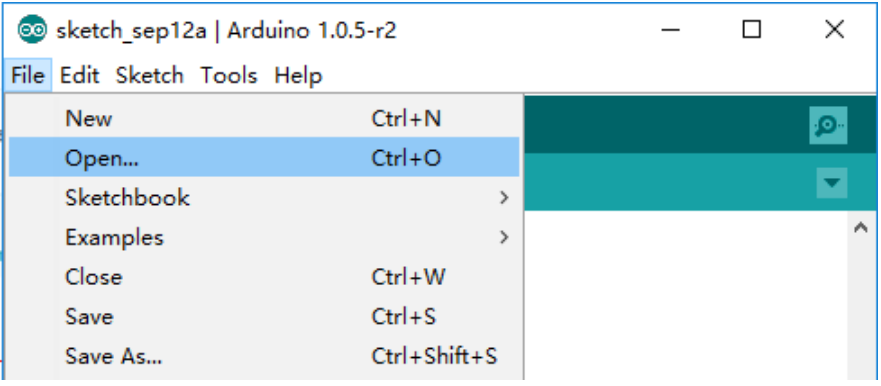 sketch_sep12a | Arduino 1.0.5-r2
File Edit Sketch Tools Help
New Ctrl+N
Open... Ctrl+O
Sketchbook
Examples
Close Ctrl+W
Save Ctrl+S
Save As... Ctrl+Shift+S